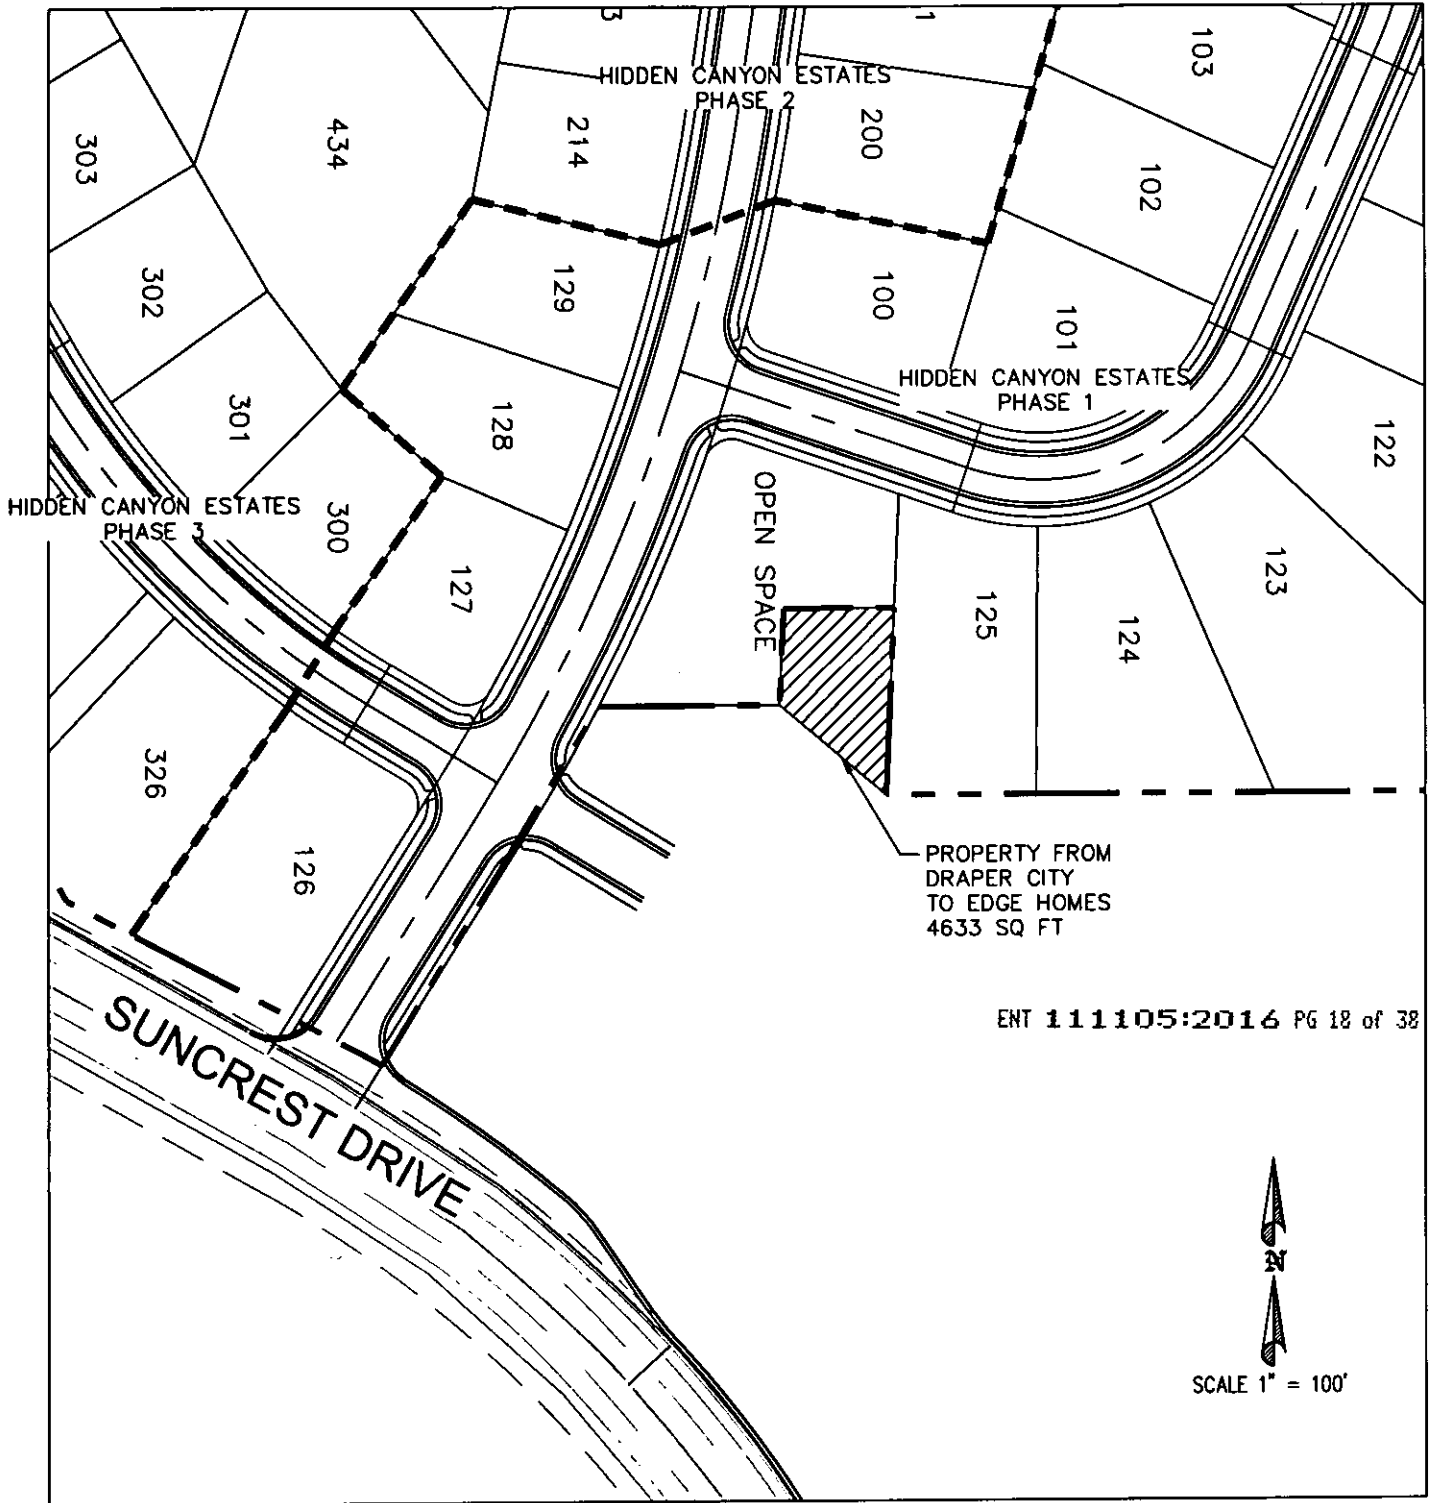 HIDDEN CANYON ESTATES
PHASE 2
103
434
214
200
303
102
302
129
100
101
HIDDEN CANYON ESTATES
PHASE 1
301
128
122
HIDDEN CANYON ESTATES
PHASE 3
300
127
OPEN SPACE
123
125
124
326
126
PROPERTY FROM
DRAPER CITY
TO EDGE HOMES
4633 SQ FT
ENT 111105:2016 PG 18 of 38
SUNCREST DRIVE
N
SCALE 1" = 100'